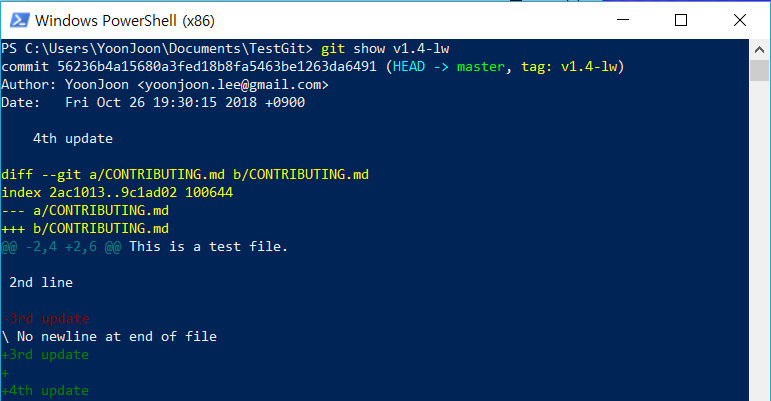 Windows PowerShell (x86)
PS C:\Users\YoonJoon\Documents\TestGit> git show v1.4-lw
commit 56236b4a15680a3fed18b8fa5463be1263da6491 (HEAD -> master, tag: v1.4-lw)
Author: YoonJoon <yoonjoon.lee@gmail.com>
Date:   Fri Oct 26 19:30:15 2018 +0900
    4th update
diff --git a/CONTRIBUTING.md b/CONTRIBUTING.md
index 2ac1013..9c1ad02 100644
--- a/CONTRIBUTING.md
+++ b/CONTRIBUTING.md
@@ -2,4 +2,6 @@ This is a test file.
 2nd line
-3rd update
\ No newline at end of file
+3rd update
+
+4th update